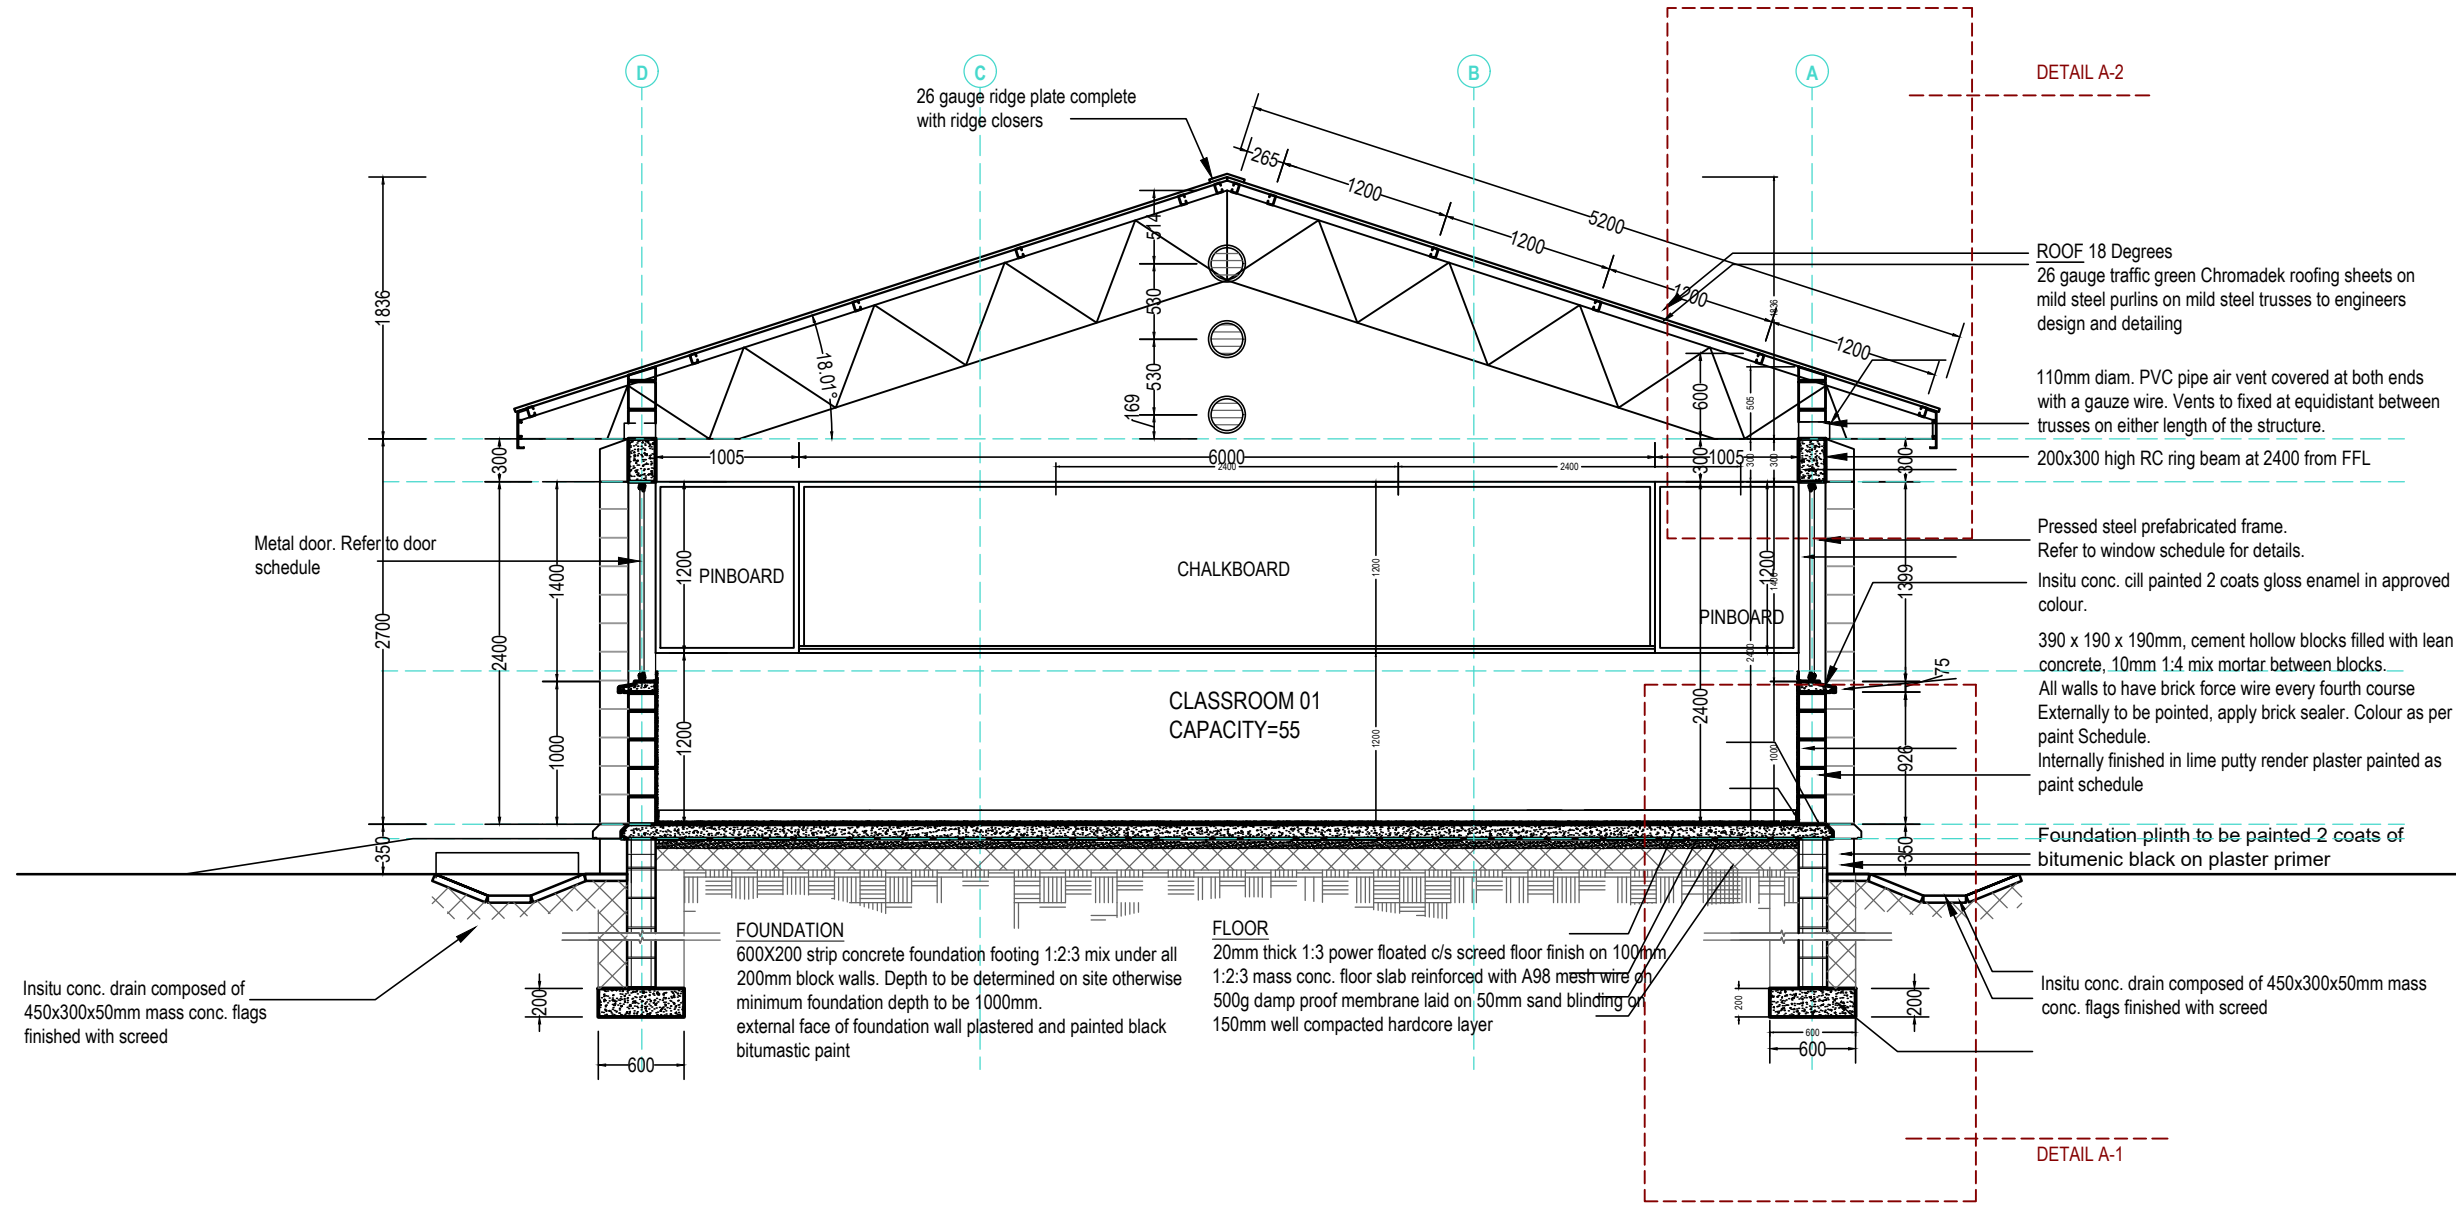 D
C
B
A
DETAIL A-2
26 gauge ridge plate complete
with ridge closers
265
1200
1200
1200
1200
5200
1836
514
530
530
169
18.01°
1836
600
505
ROOF 18 Degrees
26 gauge traffic green Chromadek roofing sheets on
mild steel purlins on mild steel trusses to engineers
design and detailing
110mm diam. PVC pipe air vent covered at both ends
with a gauze wire. Vents to fixed at equidistant between
trusses on either length of the structure.
200x300 high RC ring beam at 2400 from FFL
300
1005
6000
1005
2400
2400
300
300
300
300
Metal door. Refer to door
schedule
2700
2400
1400
1000
1200
1200
PINBOARD
CHALKBOARD
PINBOARD
1200
1200
1200
1400
2400
2400
1000
1399
926
75
CLASSROOM 01
CAPACITY=55
Pressed steel prefabricated frame.
Refer to window schedule for details.
Insitu conc. cill painted 2 coats gloss enamel in approved
colour.
390 x 190 x 190mm, cement hollow blocks filled with lean
concrete, 10mm 1:4 mix mortar between blocks.
All walls to have brick force wire every fourth course
Externally to be pointed, apply brick sealer. Colour as per
paint Schedule.
Internally finished in lime putty render plaster painted as
paint schedule
350
350
Foundation plinth to be painted 2 coats of
bitumenic black on plaster primer
FOUNDATION
600X200 strip concrete foundation footing 1:2:3 mix under all
200mm block walls. Depth to be determined on site otherwise
minimum foundation depth to be 1000mm.
external face of foundation wall plastered and painted black
bitumastic paint
FLOOR
20mm thick 1:3 power floated c/s screed floor finish on 100mm
1:2:3 mass conc. floor slab reinforced with A98 mesh wire on
500g damp proof membrane laid on 50mm sand blinding on
150mm well compacted hardcore layer
Insitu conc. drain composed of
450x300x50mm mass conc. flags
finished with screed
200
600
200
600
600
200
Insitu conc. drain composed of 450x300x50mm mass
conc. flags finished with screed
DETAIL A-1